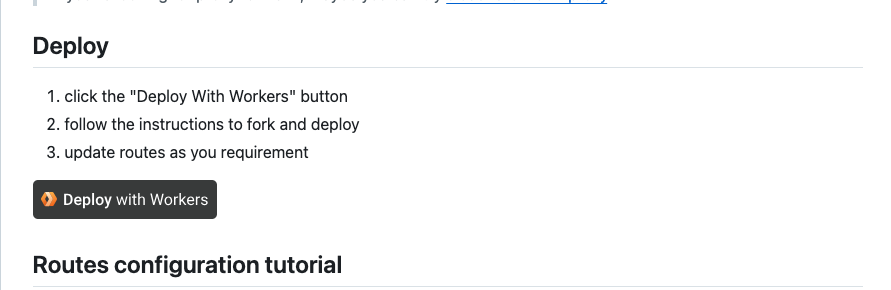 Deploy
1. click the "Deploy With Workers" button
2. follow the instructions to fork and deploy
3. update routes as you requirement
Deploy with Workers
Routes configuration tutorial